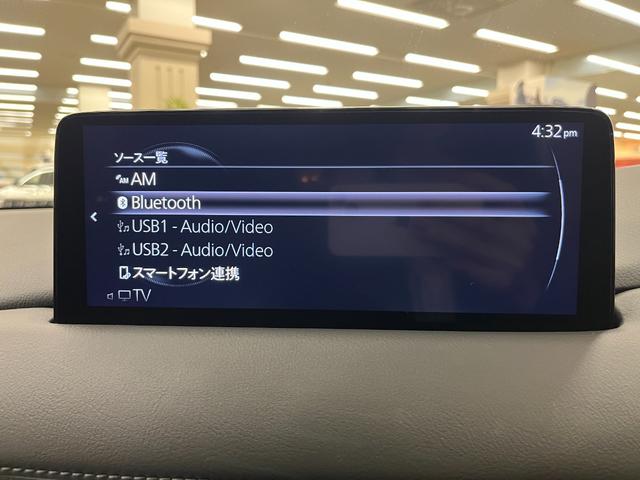 4:32pm
ソース一覧
AM AM
Bluetooth
USB1 - Audio/Video
USB2 - Audio/Video
スマートフォン連携
TV